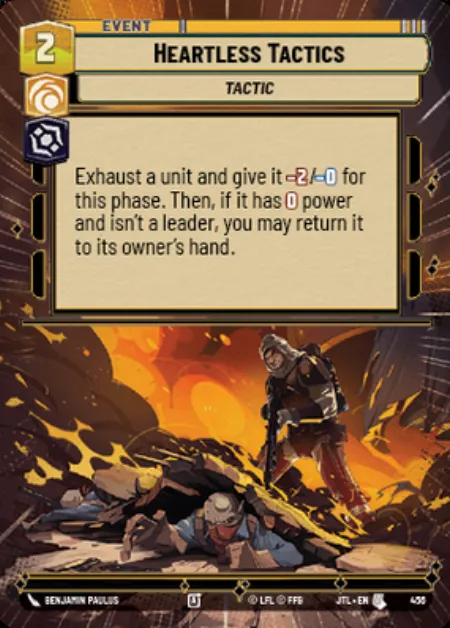 EVENT
2
HEARTLESS TACTICS
TACTIC
Exhaust a unit and give it -2/-0 for
this phase. Then, if it has 0 power
and isn't a leader, you may return it
to its owner's hand.
BENJAMIN PAULUS
© LFL © FFG
JTL • EN
456